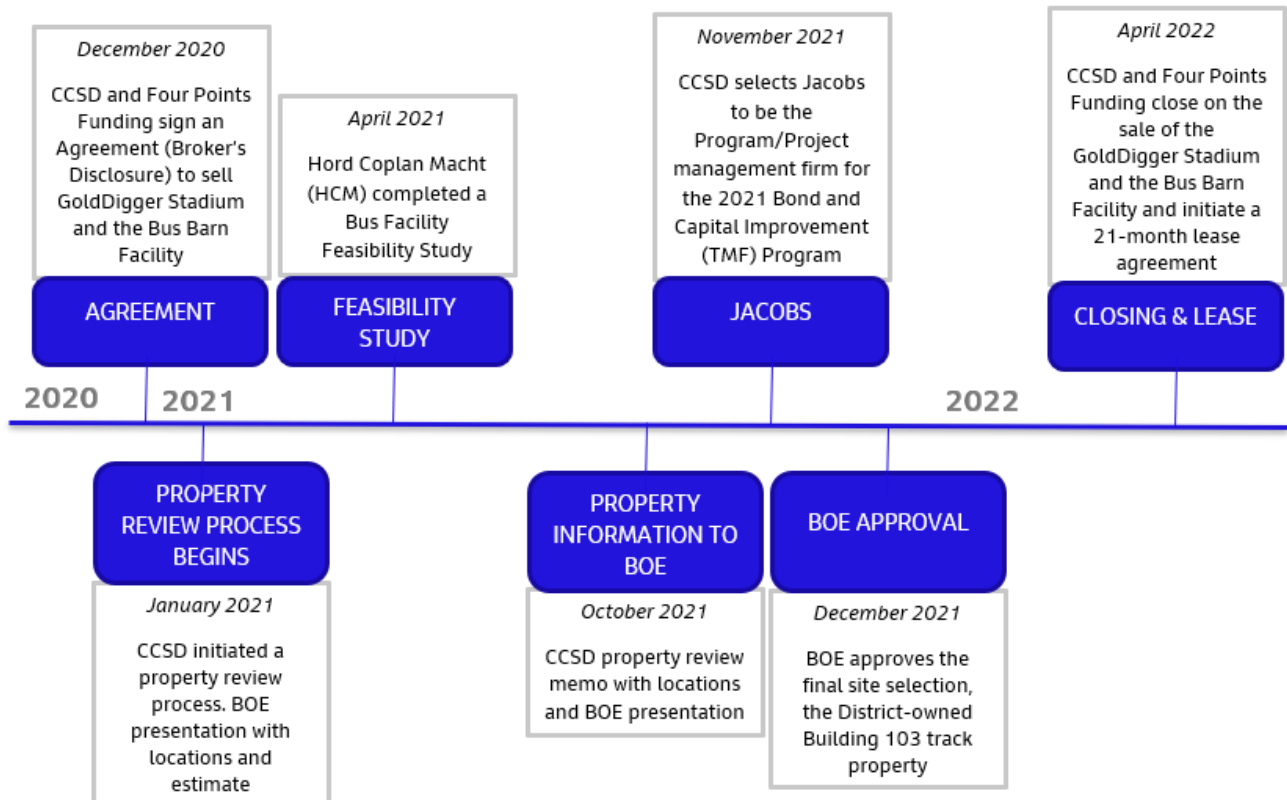 December 2020
CCSD and Four Points
Funding sign an
Agreement (Broker's
Disclosure) to sell
GoldDigger Stadium
and the Bus Barn
Facility
AGREEMENT
April 2021
Hord Coplan Macht
(HCM) completed a
Bus Facility
Feasibility Study
FEASIBILITY
STUDY
November 2021
CCSD selects Jacobs
to be the
Program/Project
management firm for
the 2021 Bond and
Capital Improvement
(TMF) Program
JACOBS
April 2022
CCSD and Four Points
Funding close on the
sale of the
GoldDigger Stadium
and the Bus Barn
Facility and initiate a
21-month lease
agreement
CLOSING & LEASE
2020
2021
2022
PROPERTY
REVIEW PROCESS
BEGINS
January 2021
CCSD initiated a
property review
process. BOE
presentation with
locations and
estimate
PROPERTY
INFORMATION TO
BOE
October 2021
CCSD property review
memo with locations
and BOE presentation
BOE APPROVAL
December 2021
BOE approves the
final site selection,
the District-owned
Building 103 track
property